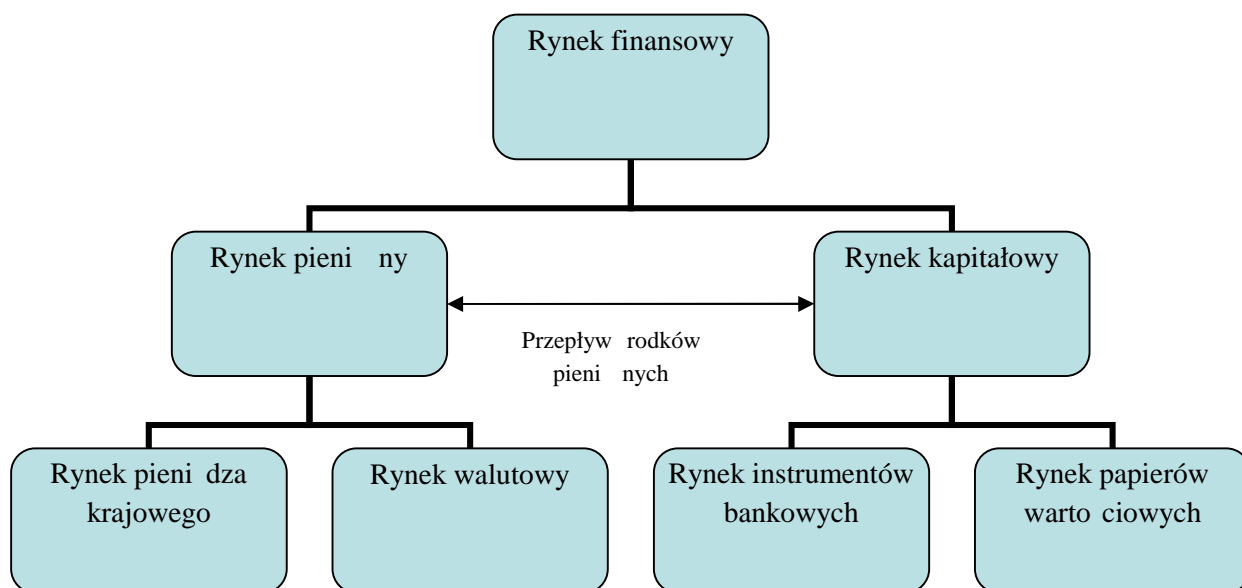 Rynek finansowy
Rynek pieni ny
Rynek kapitałowy
Przepływ rodków
pieni nych
Rynek pieni dza
krajowego
Rynek walutowy
Rynek instrumentów
bankowych
Rynek papierów
warto ciowych